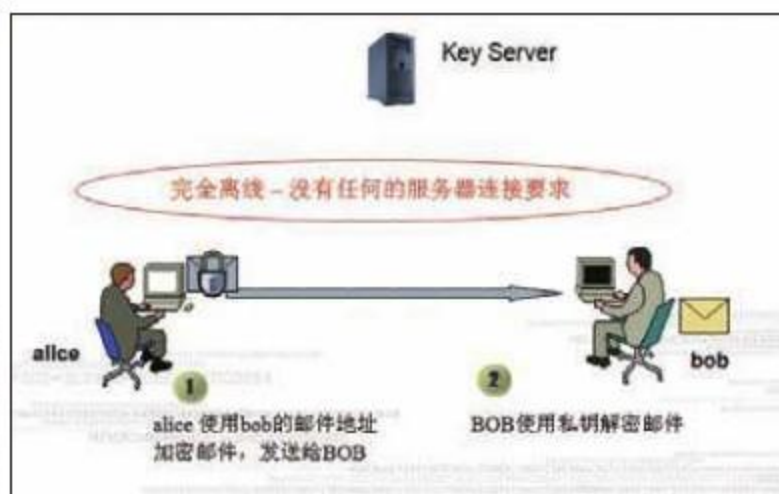 Key Server
完全离线 – 没有任何的服务器连接要求
alice
bob
1
alice 使用bob的邮件地址
加密邮件，发送给BOB
2
BOB使用私钥解密邮件